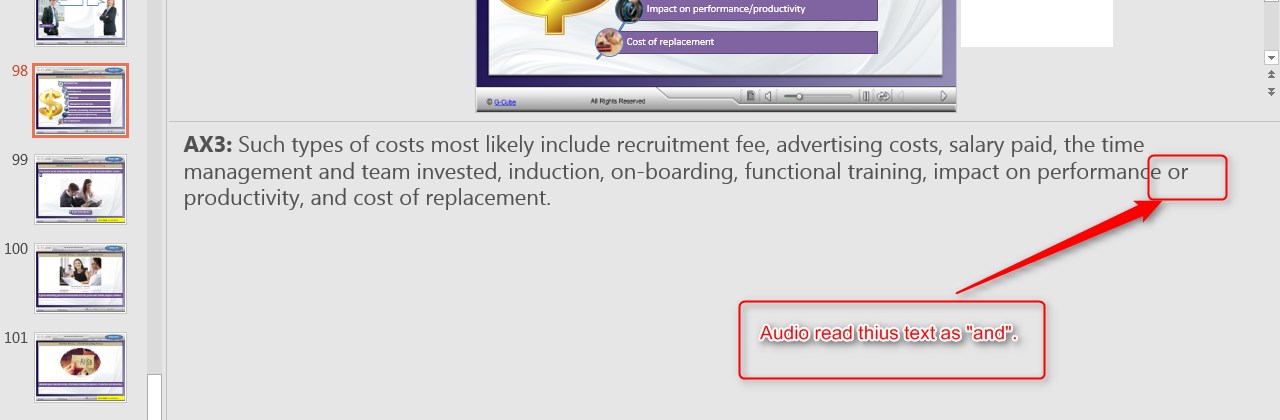 Impact on performance/productivity
98
Cost of replacement
© G-Cube
All Rights Reserved
AX3: Such types of costs most likely include recruitment fee, advertising costs, salary paid, the time
99
management and team invested, induction, on-boarding, functional training, impact on performance or
productivity, and cost of replacement.
100
Audio read thius text as "and".
101